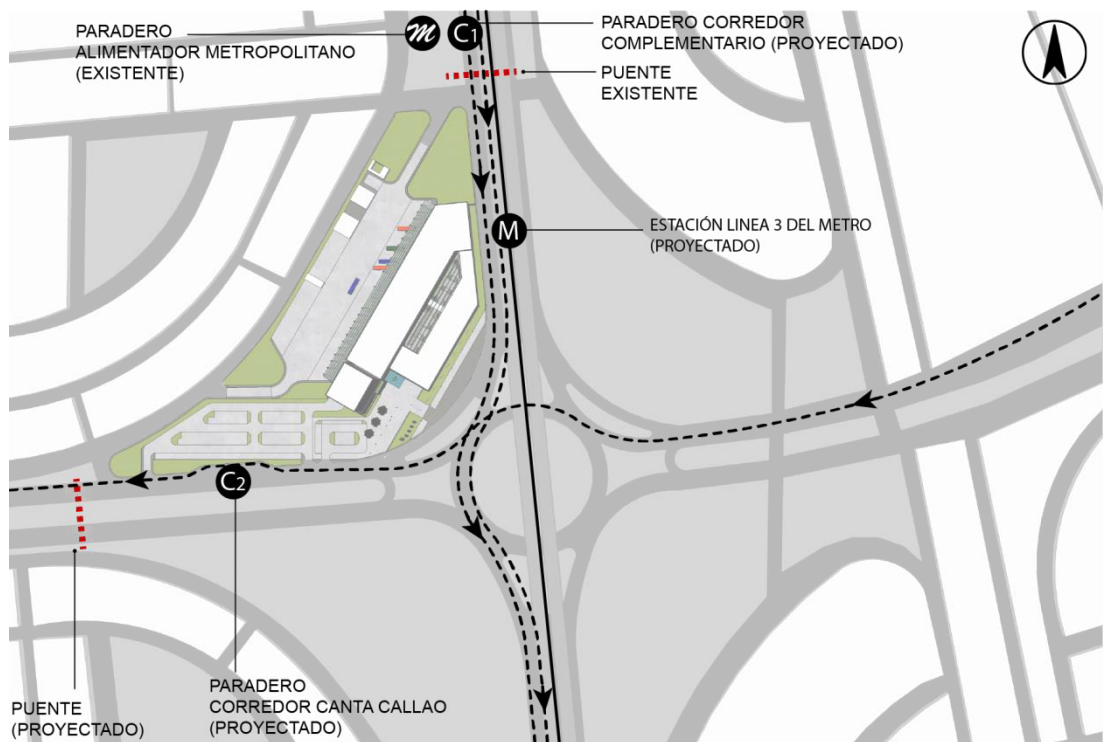 PARADERO
ALIMENTADOR METROPOLITANO
(EXISTENTE)
M
C1
PARADERO CORREDOR
COMPLEMENTARIO (PROYECTADO)
PUENTE
EXISTENTE
M
ESTACIÓN LINEA 3 DEL METRO
(PROYECTADO)
C2
PUENTE
(PROYECTADO)
PARADERO
CORREDOR CANTA CALLAO
(PROYECTADO)